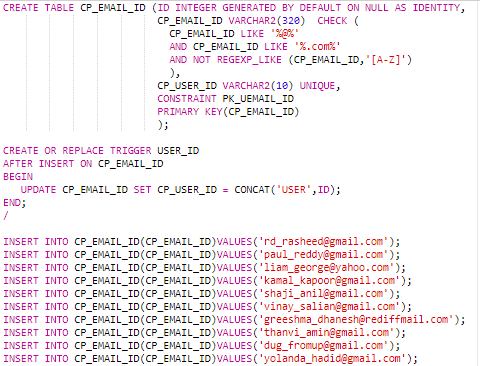 CREATE TABLE CP_EMAIL_ID (ID INTEGER GENERATED BY DEFAULT ON NULL AS IDENTITY,
CP_EMAIL_ID VARCHAR2(320)  CHECK (
CP_EMAIL_ID LIKE '%@%'
AND CP_EMAIL_ID LIKE '%.com%'
AND NOT REGEXP_LIKE (CP_EMAIL_ID,'[A-Z]')
),
CP_USER_ID VARCHAR2(10) UNIQUE,
CONSTRAINT PK_UEMAIL_ID
PRIMARY KEY(CP_EMAIL_ID)
);
CREATE OR REPLACE TRIGGER USER_ID
AFTER INSERT ON CP_EMAIL_ID
BEGIN
UPDATE CP_EMAIL_ID SET CP_USER_ID = CONCAT('USER',ID);
END;
/
INSERT INTO CP_EMAIL_ID(CP_EMAIL_ID)VALUES('rd_rasheed@gmail.com');
INSERT INTO CP_EMAIL_ID(CP_EMAIL_ID)VALUES('paul_reddy@gmail.com');
INSERT INTO CP_EMAIL_ID(CP_EMAIL_ID)VALUES('liam_george@yahoo.com');
INSERT INTO CP_EMAIL_ID(CP_EMAIL_ID)VALUES('kamal_kapoor@gmail.com');
INSERT INTO CP_EMAIL_ID(CP_EMAIL_ID)VALUES('shaji_anil@gmail.com');
INSERT INTO CP_EMAIL_ID(CP_EMAIL_ID)VALUES('vinay_salian@gmail.com');
INSERT INTO CP_EMAIL_ID(CP_EMAIL_ID)VALUES('greeshma_dhanesh@rediffmail.com');
INSERT INTO CP_EMAIL_ID(CP_EMAIL_ID)VALUES('thanvi_amin@gmail.com');
INSERT INTO CP_EMAIL_ID(CP_EMAIL_ID)VALUES('dug_fromup@gmail.com');
INSERT INTO CP_EMAIL_ID(CP_EMAIL_ID)VALUES('yolanda_hadid@gmail.com');